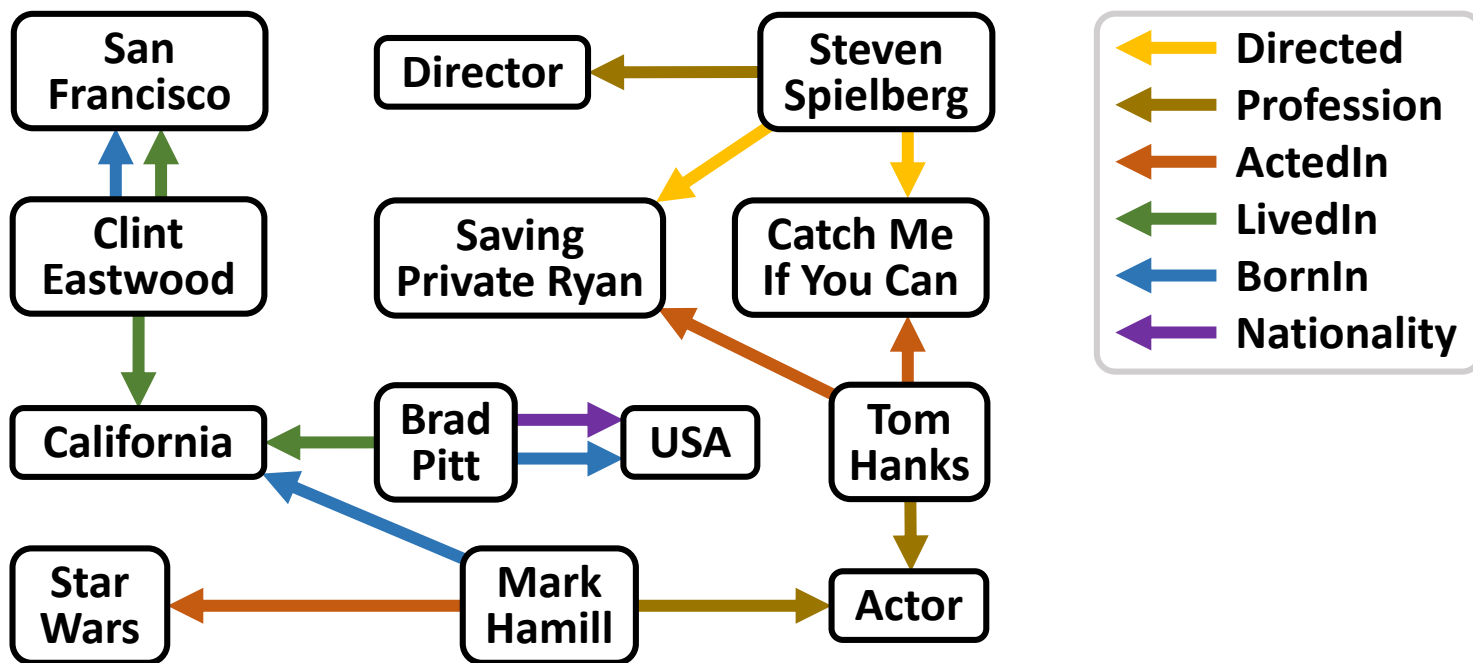 San
Francisco
Director
Steven
Spielberg
Clint
Eastwood
Saving
Private Ryan
Catch Me
If You Can
California
Brad
Pitt
USA
Tom
Hanks
Star
Wars
Mark
Hamill
Actor
Directed
Profession
ActedIn
LivedIn
BornIn
Nationality